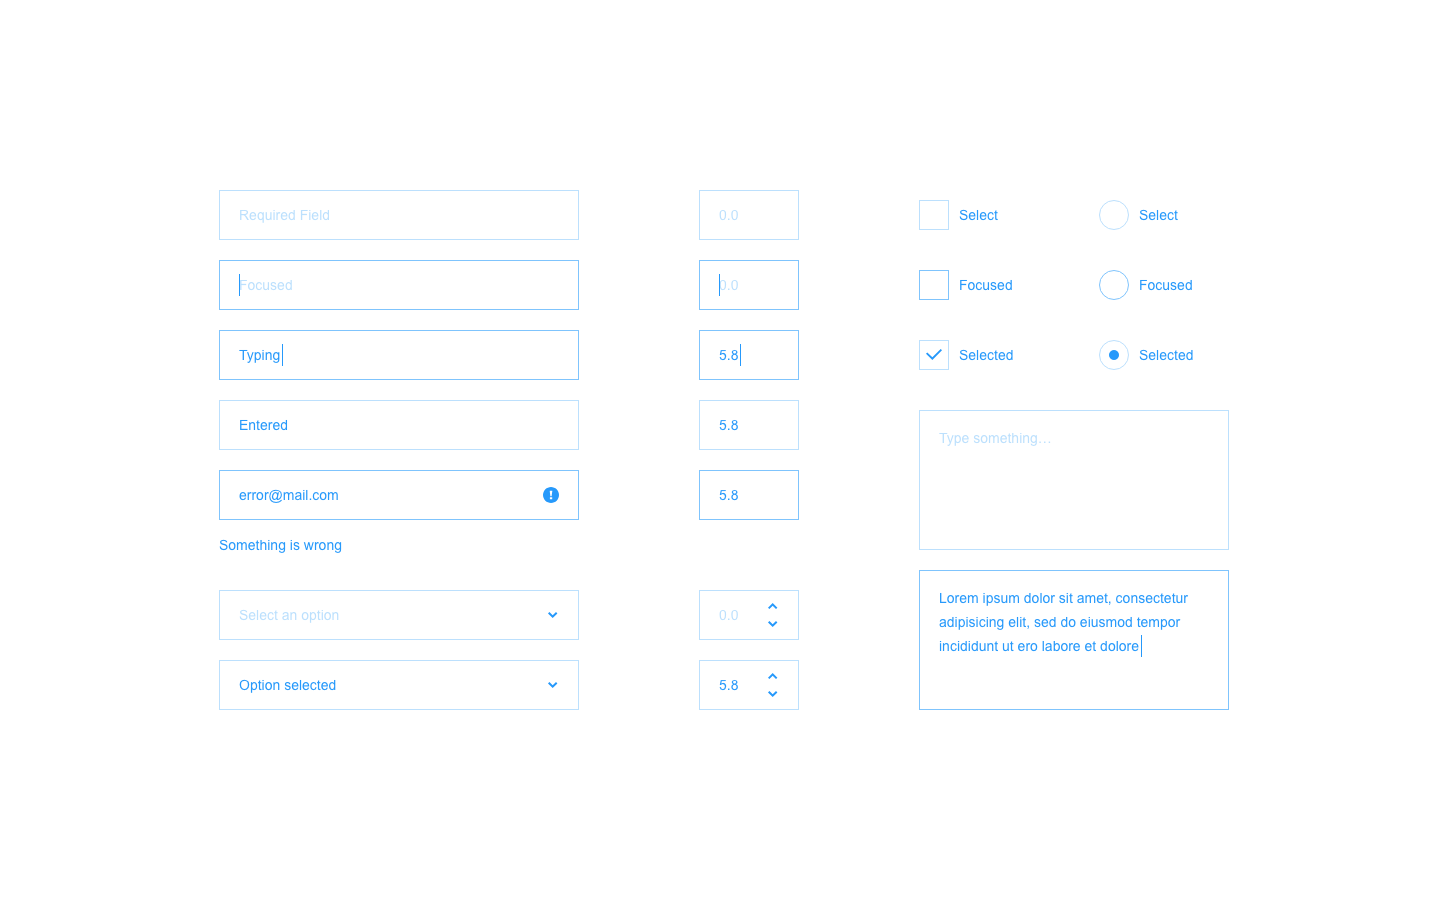 Required Field
Focused
Typing
Entered
error@mail.com
Something is wrong
Select an option
Option selected
0.0
0.0
5.8
5.8
5.8
0.0
5.8
Select
Select
Focused
Focused
Selected
Selected
Type something...
Lorem ipsum dolor sit amet, consectetur
adipisicing elit, sed do eiusmod tempor
incididunt ut ero labore et dolore